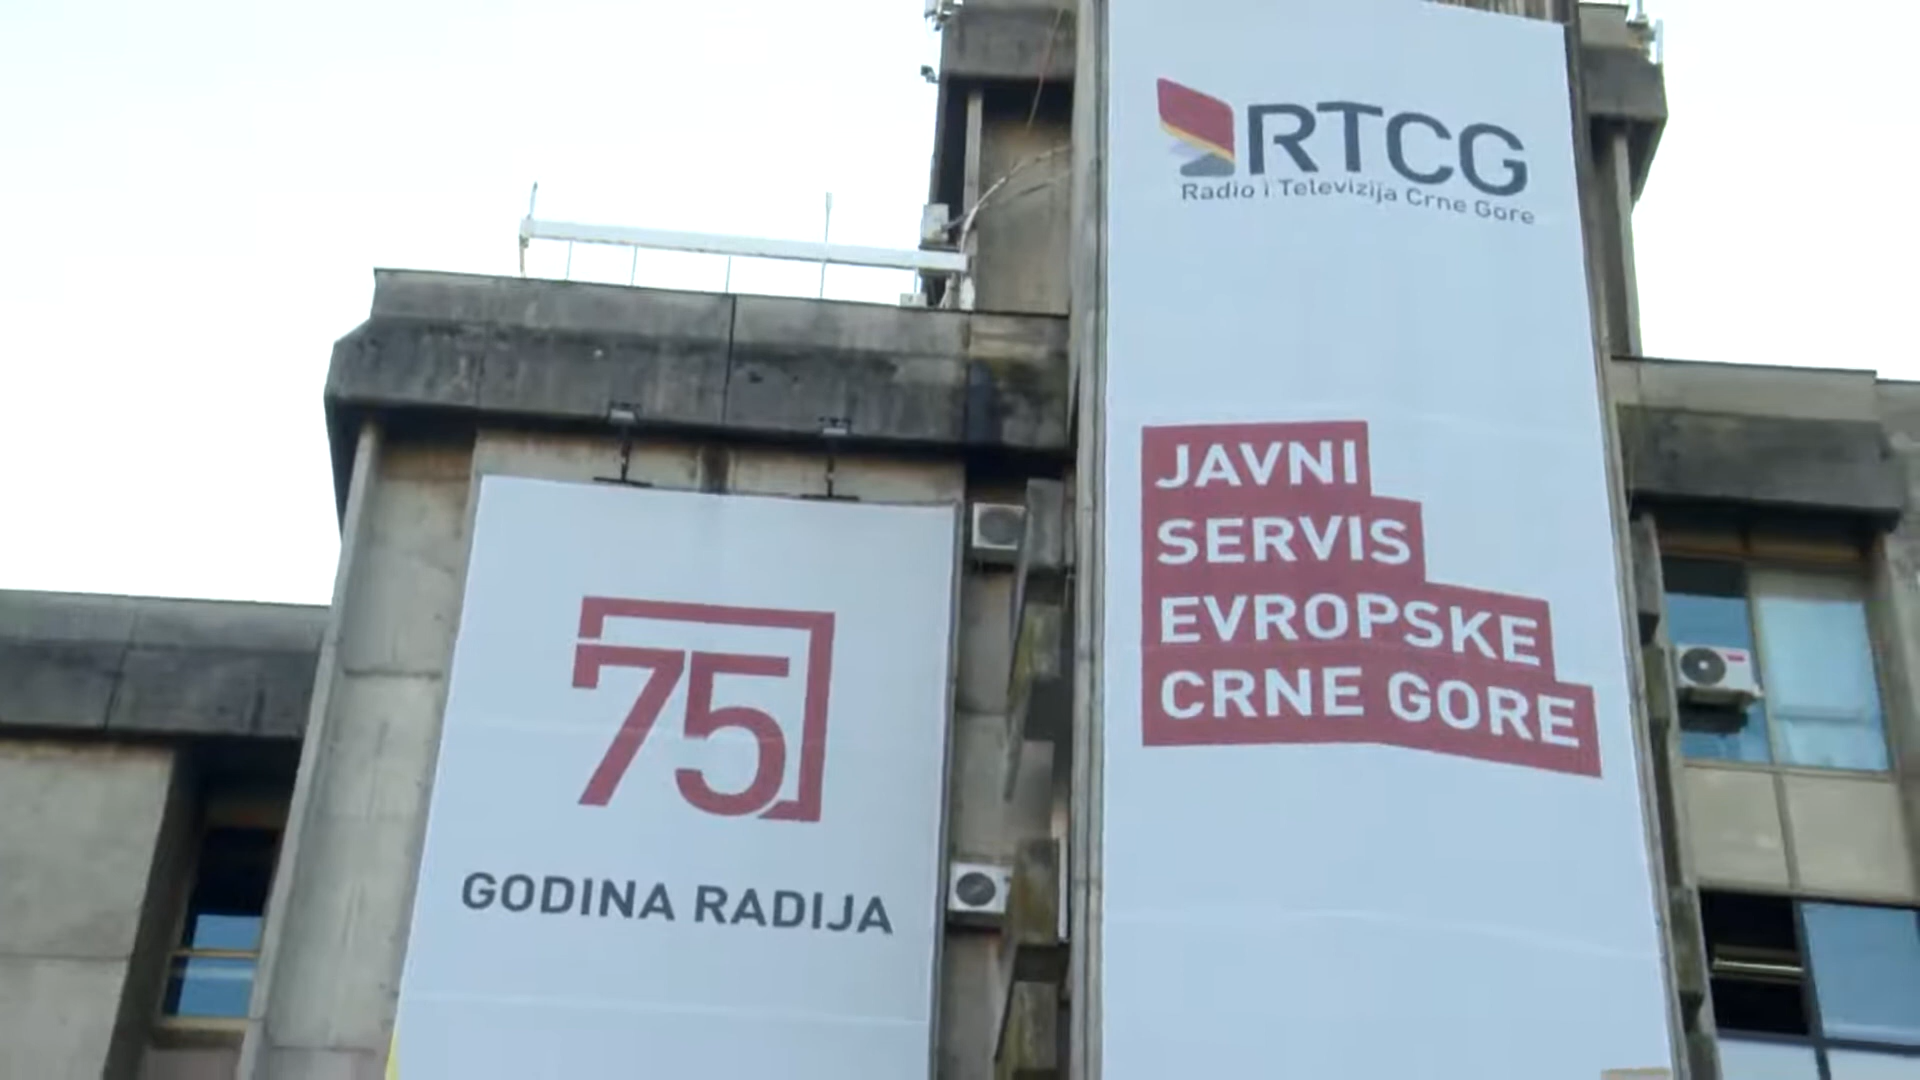 RTCG
Radio i Televizija Crne Gore
JAVNI
SERVIS
EVROPSKE
CRNE GORE
75
GODINA RADIJA